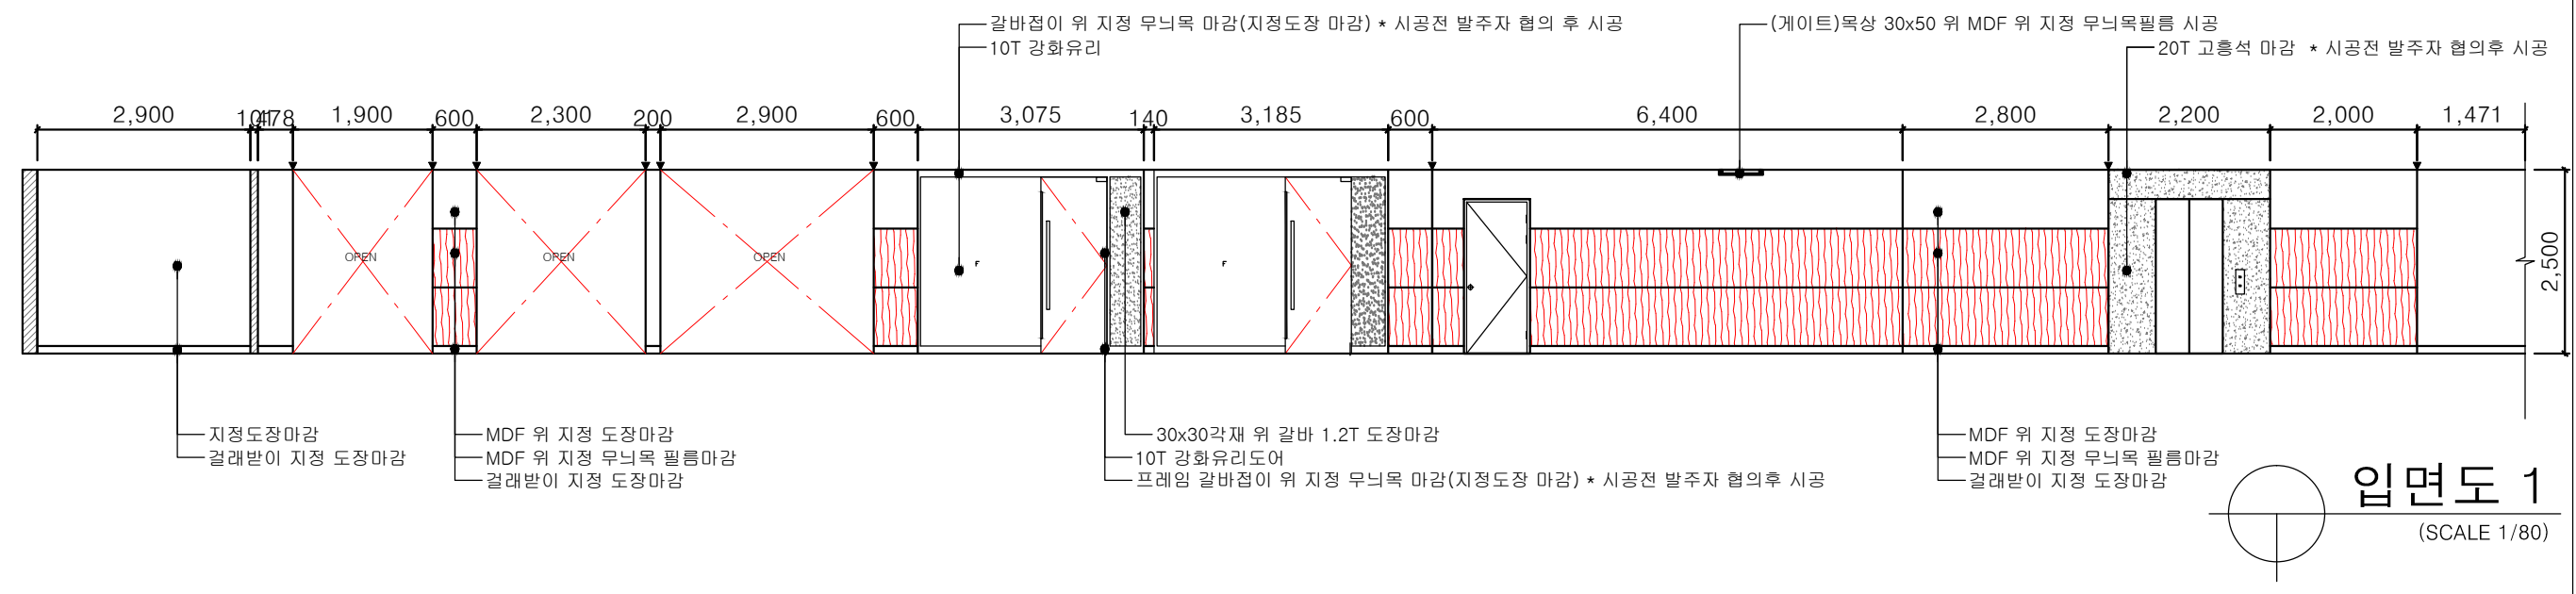 갈바접이 위 지정 무늬목 마감(지정도장 마감) * 시공전 발주자 협의 후 시공
10T 강화유리
(게이트)목상 30x50 위 MDF 위 지정 무늬목필름 시공
20T 고흥석 마감 * 시공전 발주자 협의후 시공
2,900 101 478 1,900 600 2,300 200 2,900 600 3,075 140 3,185 600 6,400 2,800 2,200 2,000 1,471
OPEN OPEN OPEN
2,500
지정도장마감
걸래받이 지정 도장마감
MDF 위 지정 도장마감
MDF 위 지정 무늬목 필름마감
걸래받이 지정 도장마감
30x30각재 위 갈바 1.2T 도장마감
10T 강화유리도어
프레임 갈바접이 위 지정 무늬목 마감(지정도장 마감) * 시공전 발주자 협의후 시공
MDF 위 지정 도장마감
MDF 위 지정 무늬목 필름마감
걸래받이 지정 도장마감
입면도 1
(SCALE 1/80)